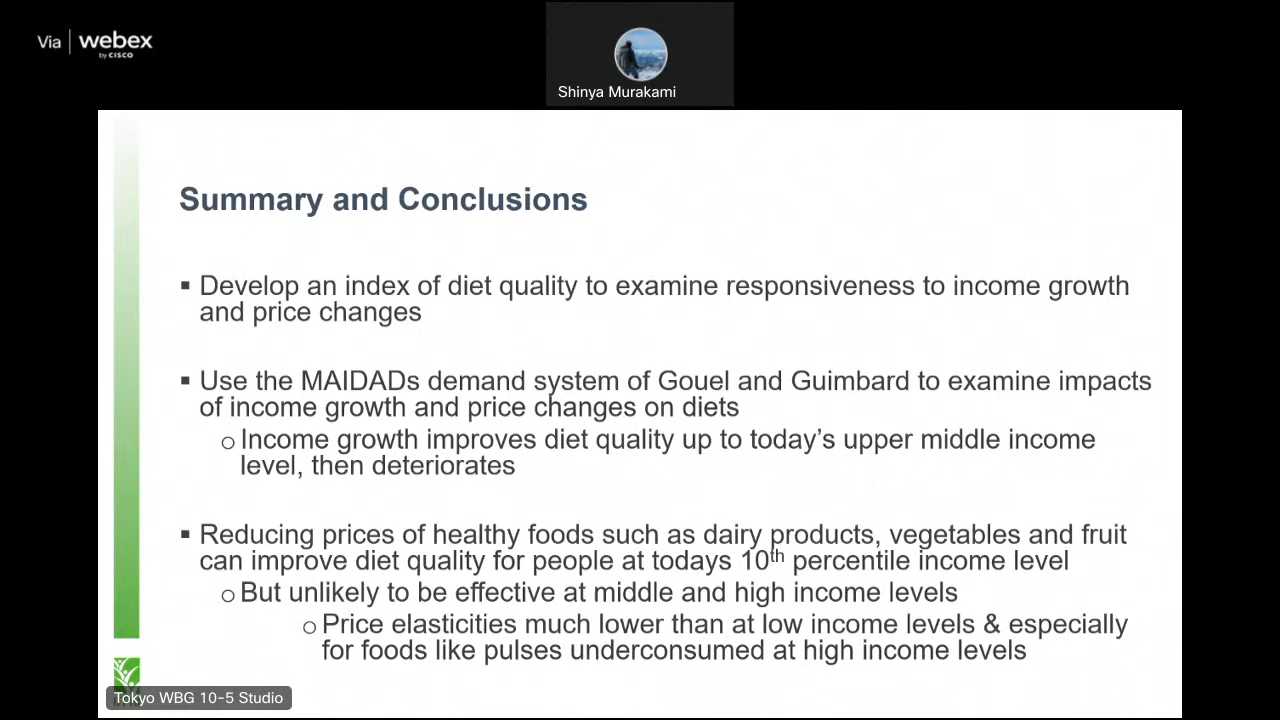 Via | webex
by CISCO
Shinya Murakami
Summary and Conclusions
▪ Develop an index of diet quality to examine responsiveness to income growth
and price changes
▪ Use the MAIDADs demand system of Gouel and Guimbard to examine impacts
of income growth and price changes on diets
o Income growth improves diet quality up to today’s upper middle income
level, then deteriorates
▪ Reducing prices of healthy foods such as dairy products, vegetables and fruit
can improve diet quality for people at todays 10th percentile income level
o But unlikely to be effective at middle and high income levels
o Price elasticities much lower than at low income levels & especially
for foods like pulses underconsumed at high income levels
Tokyo WBG 10-5 Studio